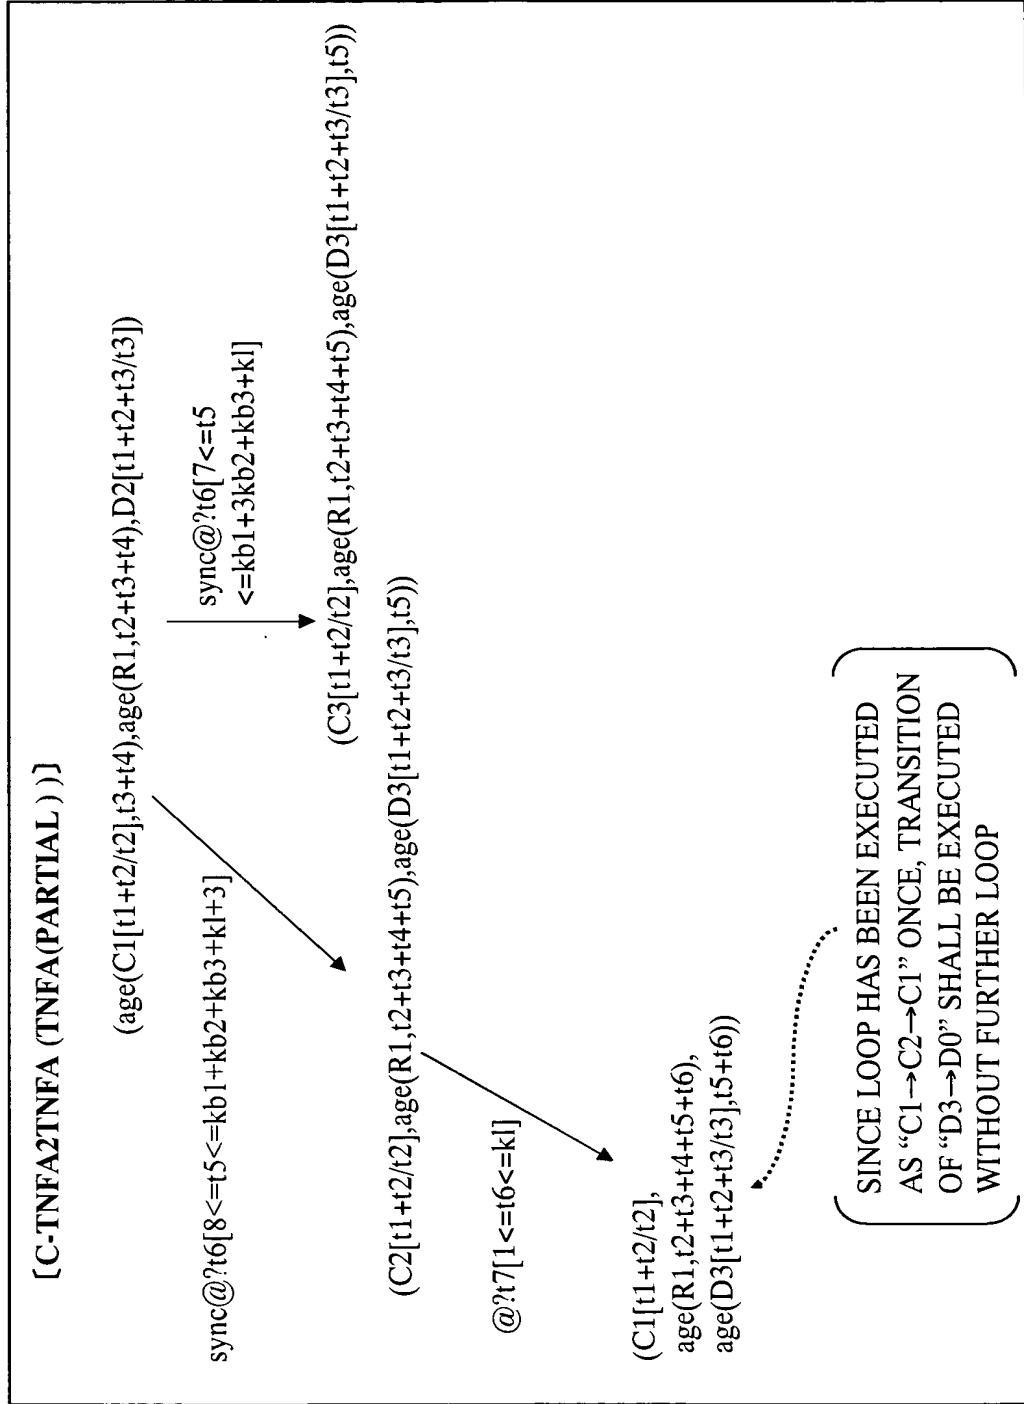 [C-TNFA2TNFA (TNFA(PARTIAL ) )]
(age(C1[t1+t2/t2],t3+t4),age(R1,t2+t3+t4),D2[t1+t2+t3/t3])
sync@?t6[8<=t5<=kb1+kb2+kb3+kl+3]
sync@?t6[7<=t5
<=kb1+3kb2+kb3+kl]
(C3[t1+t2/t2],age(R1,t2+t3+t4+t5),age(D3[t1+t2+t3/t3],t5))
(C2[t1+t2/t2],age(R1,t2+t3+t4+t5),age(D3[t1+t2+t3/t3],t5))
@?t7[1<=t6<=kl]
(C1[t1+t2/t2],
age(R1,t2+t3+t4+t5+t6),
age(D3[t1+t2+t3/t3],t5+t6))
SINCE LOOP HAS BEEN EXECUTED
AS “C1→C2→C1” ONCE, TRANSITION
OF “D3→D0” SHALL BE EXECUTED
WITHOUT FURTHER LOOP